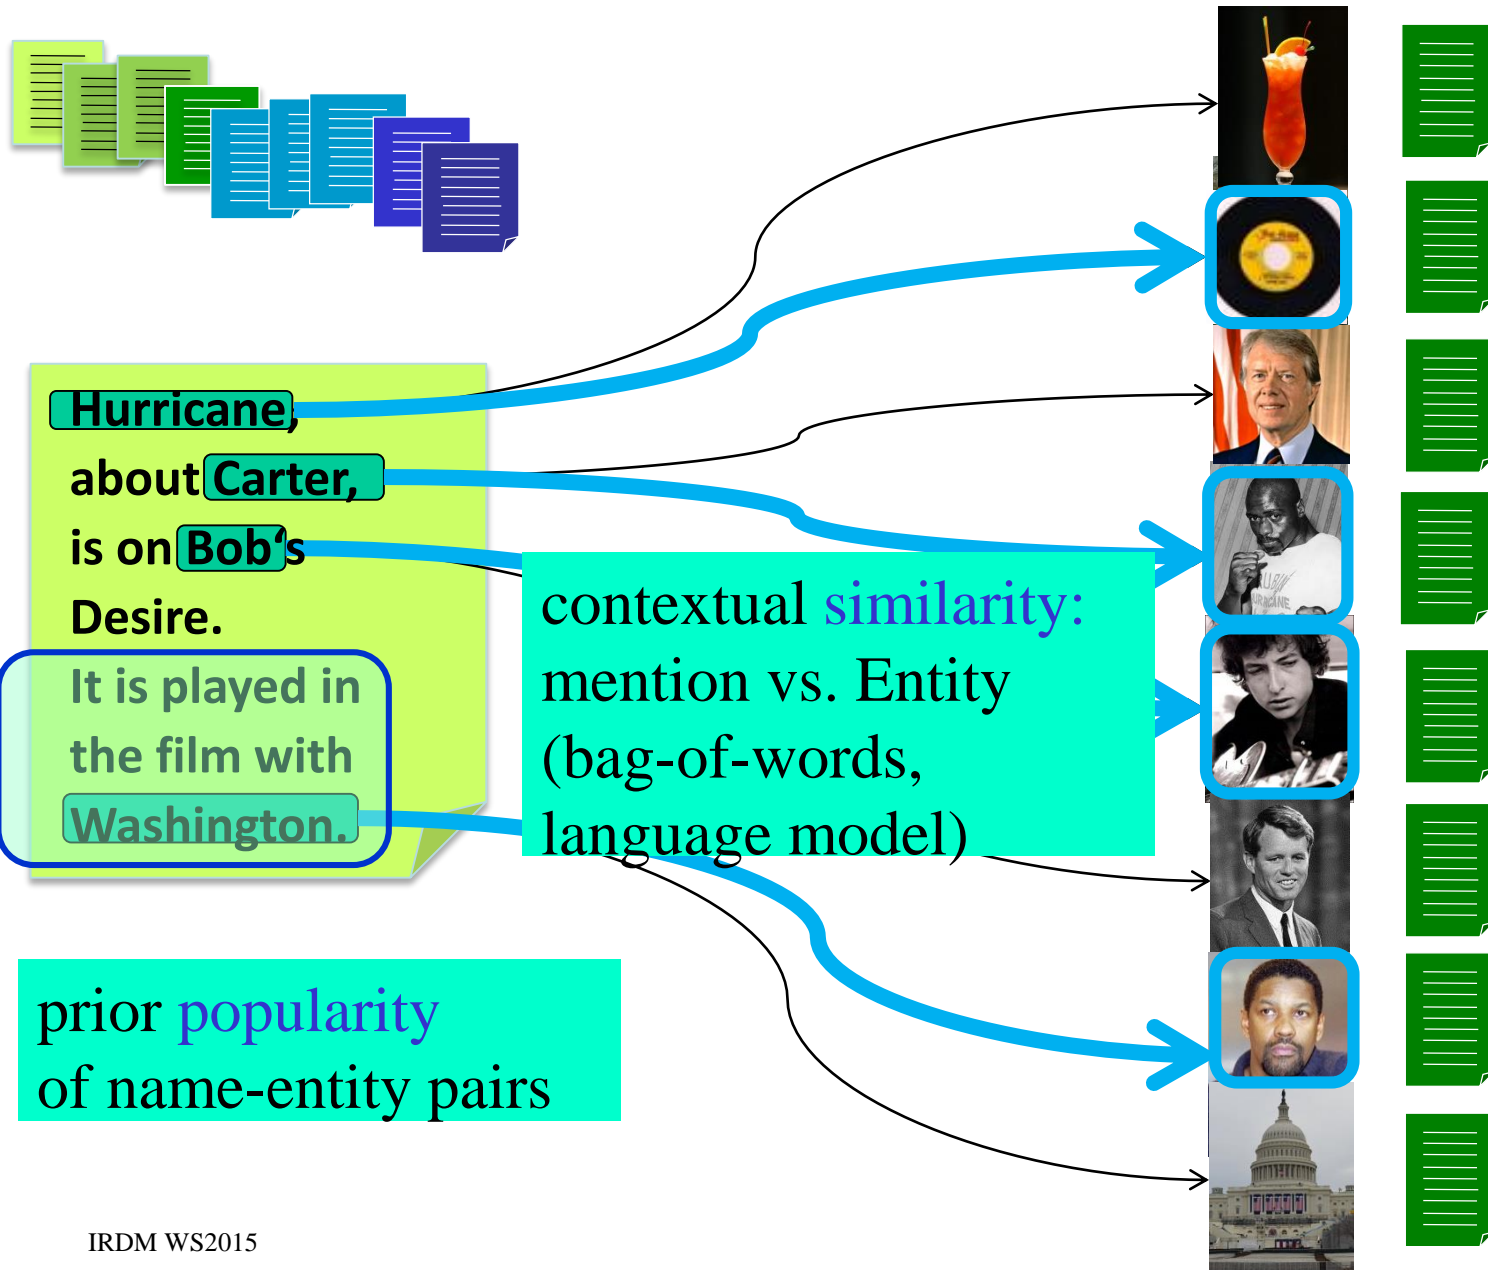 Hurricane,
about Carter,
is on Bob‘s
Desire.
It is played in
the film with
Washington.
contextual similarity:
mention vs. Entity
(bag-of-words,
language model)
prior popularity
of name-entity pairs
IRDM WS2015